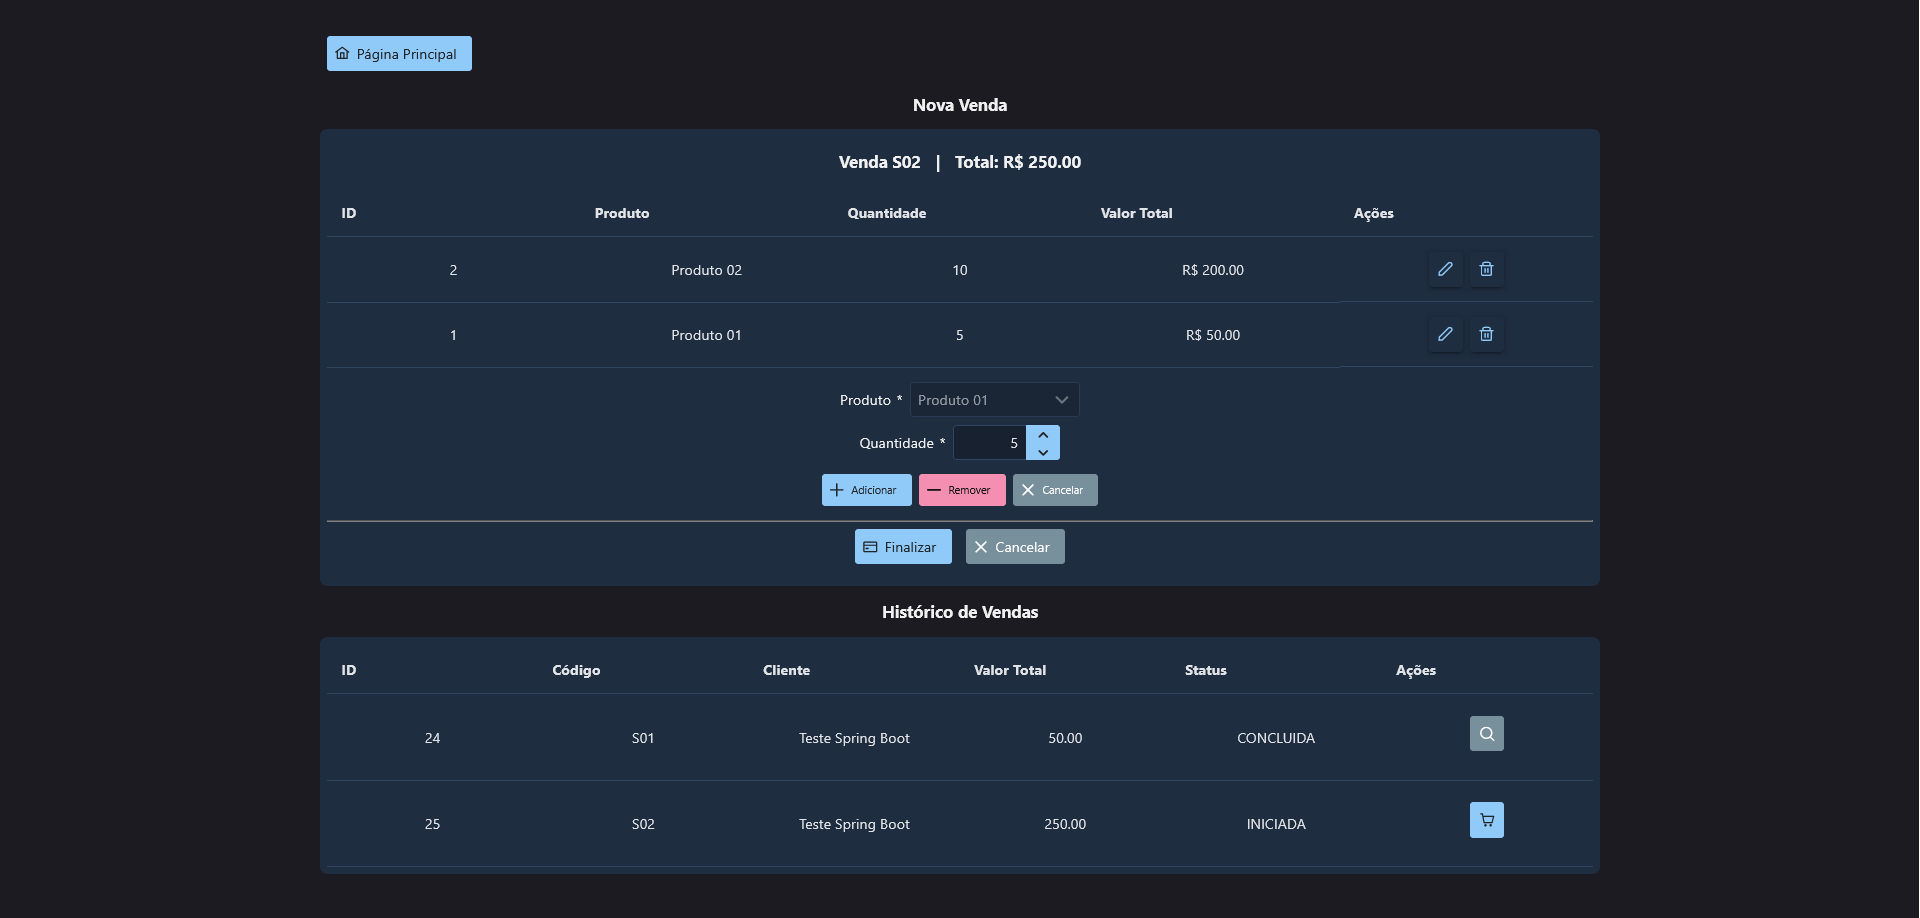 Página Principal
Nova Venda
Venda S02 | Total: R$ 250.00
ID Produto Quantidade Valor Total Ações
2 Produto 02 10 R$ 200.00
1 Produto 01 5 R$ 50.00
Produto * Produto 01
Quantidade * 5
Adicionar Remover Cancelar
Finalizar Cancelar
Histórico de Vendas
ID Código Cliente Valor Total Status Ações
24 S01 Teste Spring Boot 50.00 CONCLUIDA
25 S02 Teste Spring Boot 250.00 INICIADA